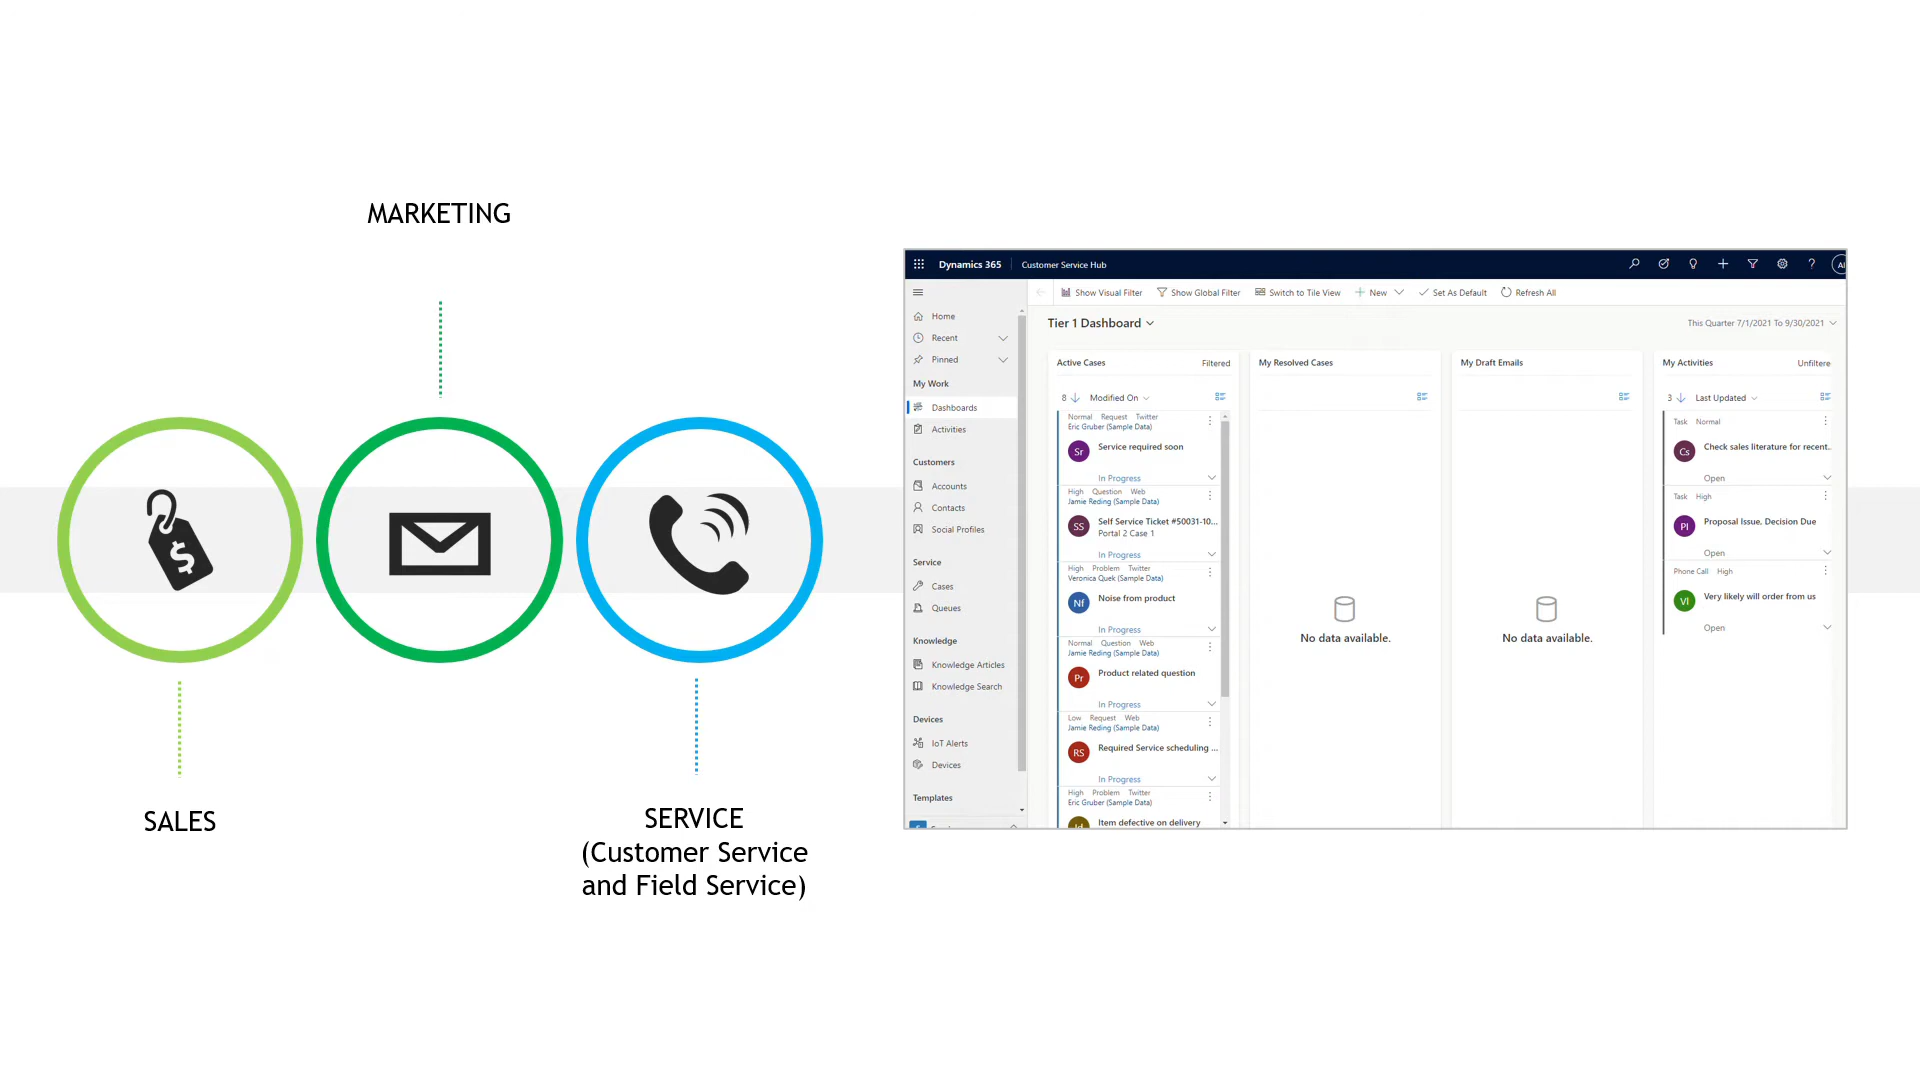 MARKETING
SALES
SERVICE
(Customer Service
and Field Service)
Dynamics 365 Customer Service Hub
Show Visual Filter Show Global Filter Switch to Tile View New Set As Default Refresh All
Home
Recent
Pinned
My Work
Dashboards
Activities
Customers
Accounts
Contacts
Social Profiles
Service
Cases
Queues
Knowledge
Knowledge Articles
Knowledge Search
Devices
IoT Alerts
Devices
Templates
Tier 1 Dashboard
This Quarter 7/1/2021 To 9/30/2021
Active Cases Filtered
8 Modified On
Normal Request Twitter
Eric Gruber (Sample Data)
Sr Service required soon
In Progress
High Question Web
Jamie Reding (Sample Data)
SS Self Service Ticket #50031-10...
Portal 2 Case 1
In Progress
High Problem Twitter
Veronica Quek (Sample Data)
Nf Noise from product
In Progress
Normal Question Web
Jamie Reding (Sample Data)
Pr Product related question
In Progress
Low Request Web
Jamie Reding (Sample Data)
RS Required Service scheduling ...
In Progress
High Problem Twitter
Eric Gruber (Sample Data)
Item defective on delivery
My Resolved Cases
No data available.
My Draft Emails
No data available.
My Activities Unfiltere
3 Last Updated
Task Normal
Cs Check sales literature for recent..
Open
Task High
PI Proposal Issue, Decision Due
Open
Phone Call High
Vl Very likely will order from us
Open